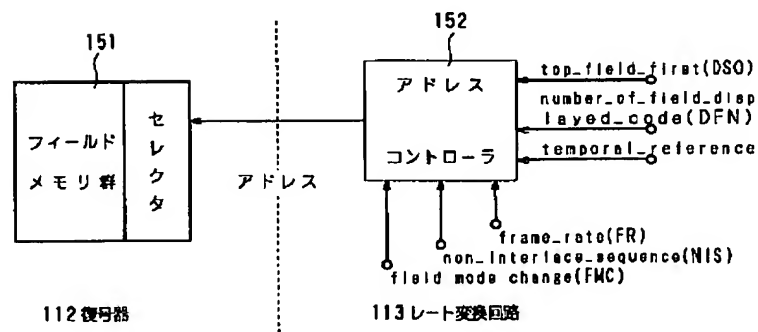 151
152
フィールド
メモリ群
セレクタ
アドレス
アドレス
コントローラ
top_field_first(DSO)
number_of_field_disp
layed_code(DFN)
temporal_reference
frame_rate(FR)
non_interlace_sequence(NIS)
field mode change(FMC)
112 復号器
113 レート変換回路